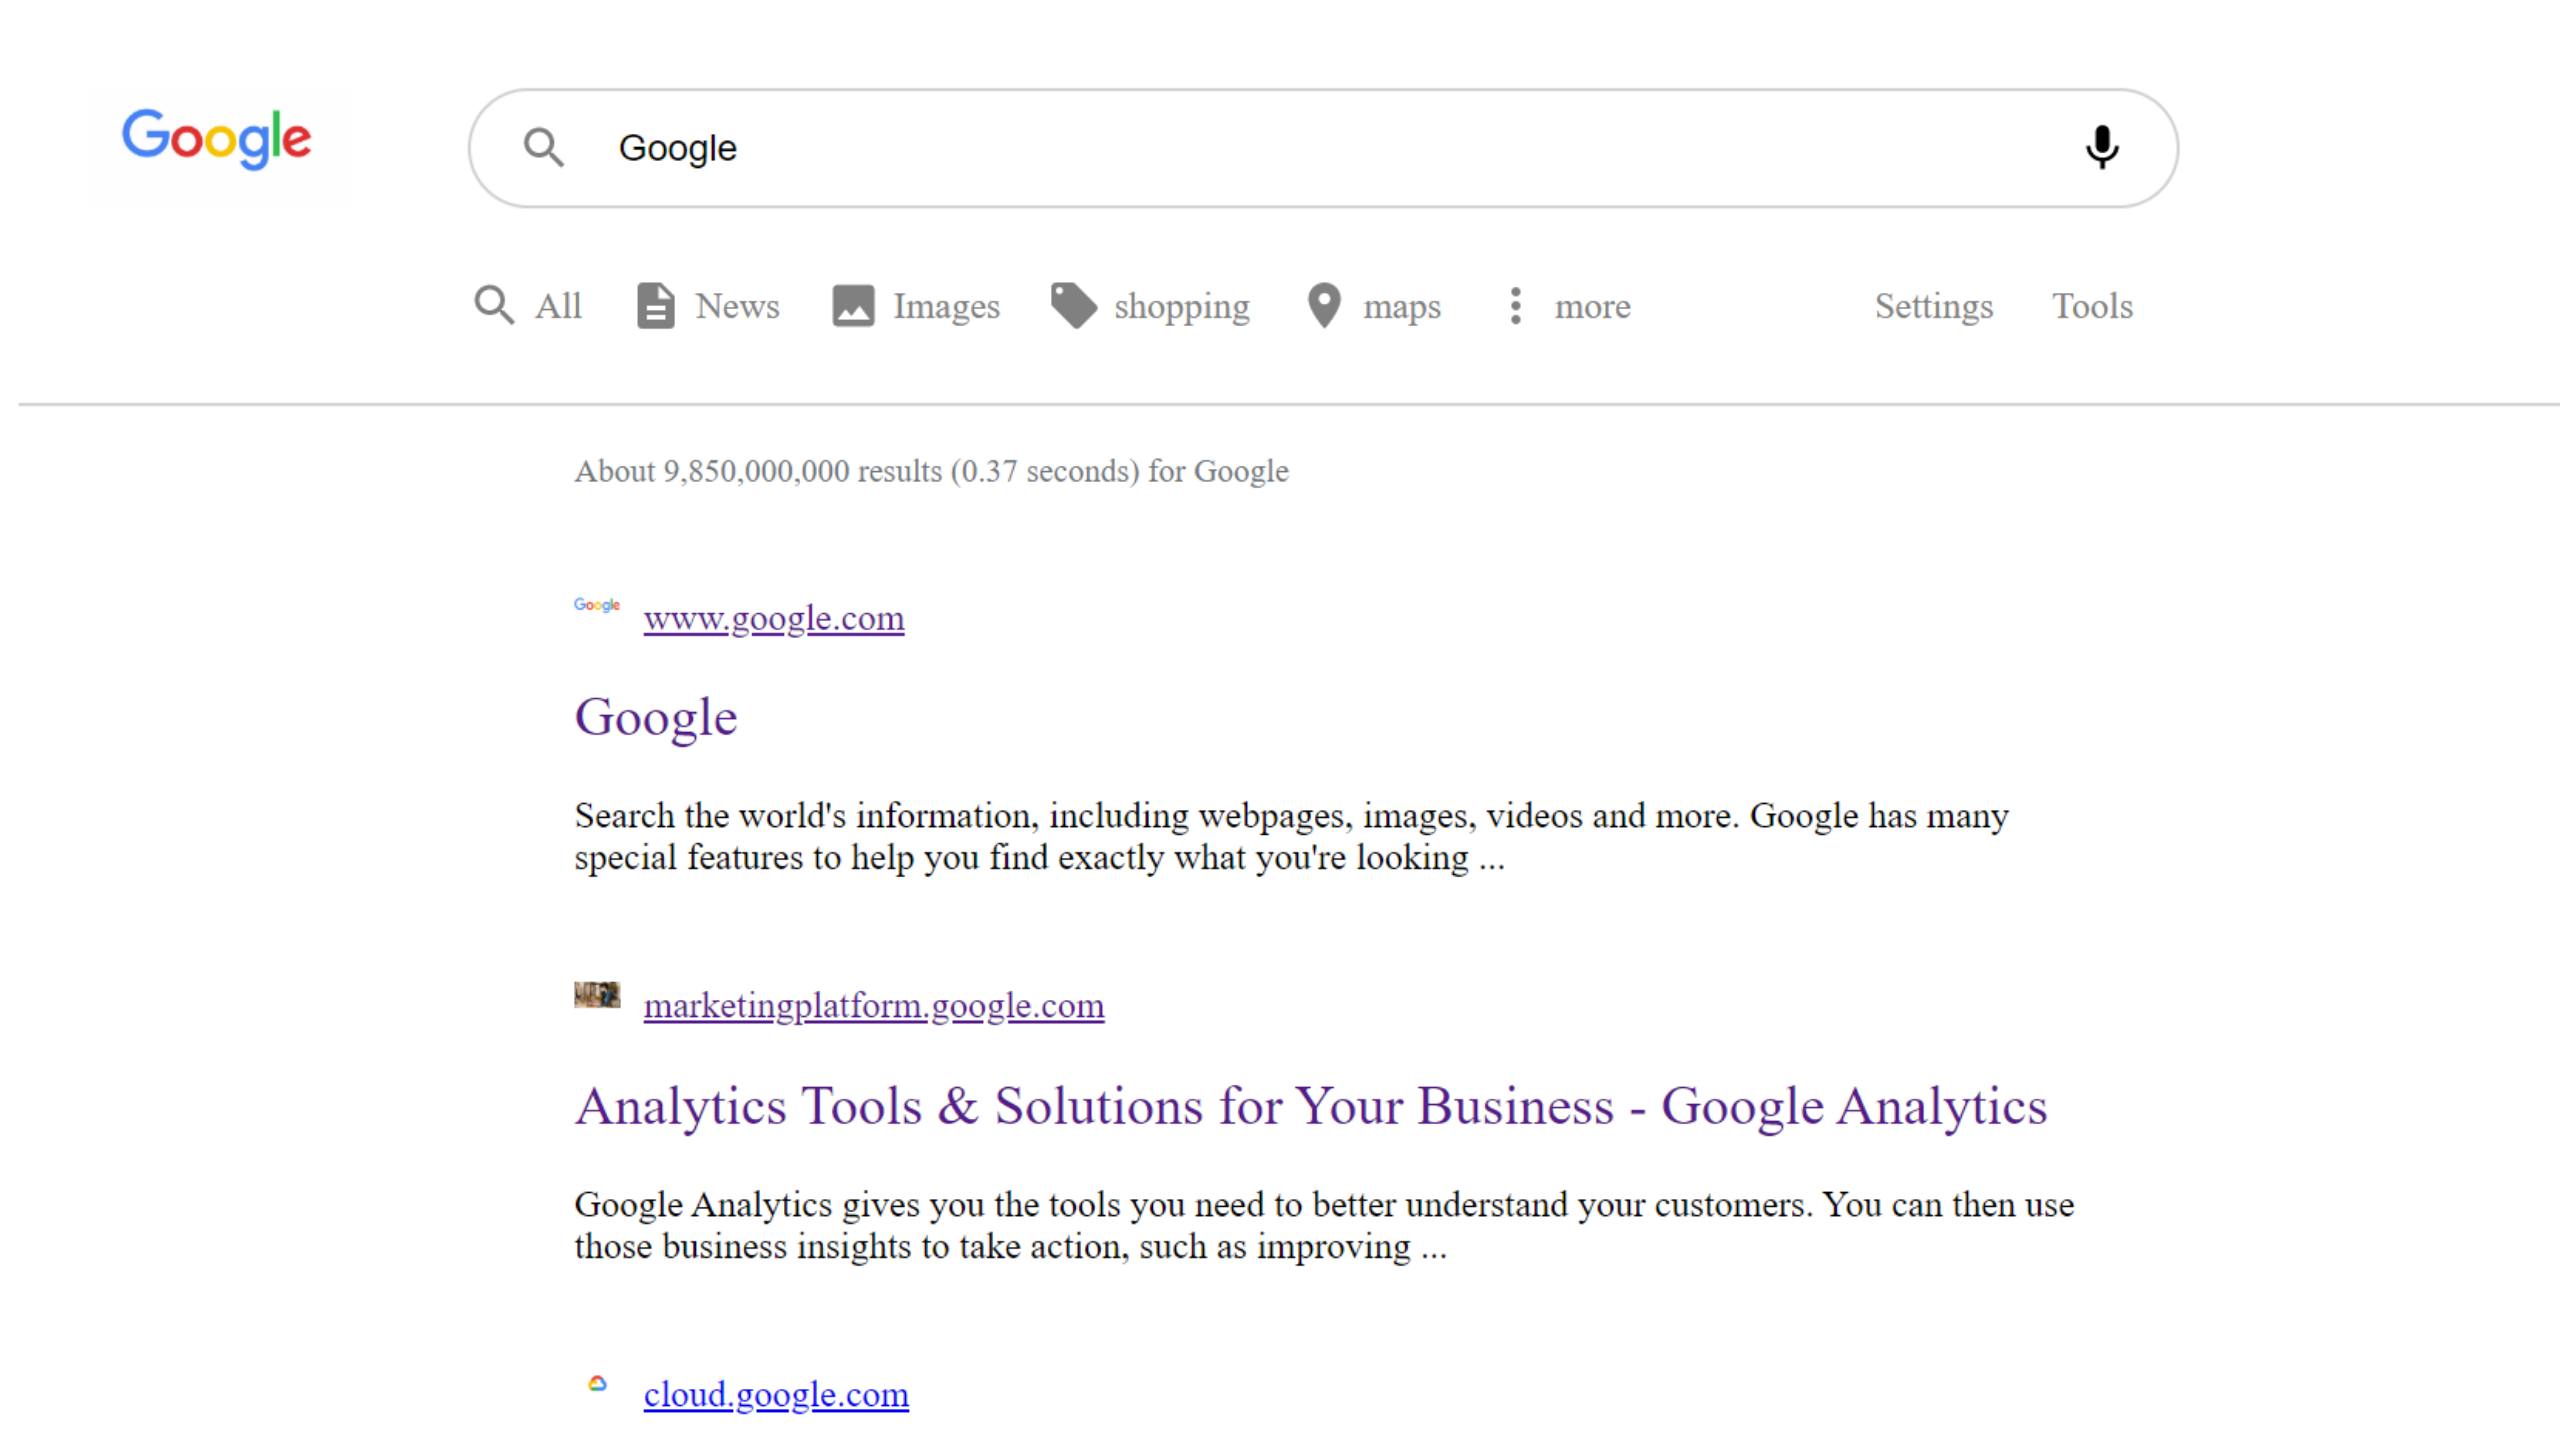 Google
Google
All News Images shopping maps more Settings Tools
About 9,850,000,000 results (0.37 seconds) for Google
Google www.google.com
Google
Search the world's information, including webpages, images, videos and more. Google has many
special features to help you find exactly what you're looking ...
marketingplatform.google.com
Analytics Tools & Solutions for Your Business - Google Analytics
Google Analytics gives you the tools you need to better understand your customers. You can then use
those business insights to take action, such as improving ...
cloud.google.com